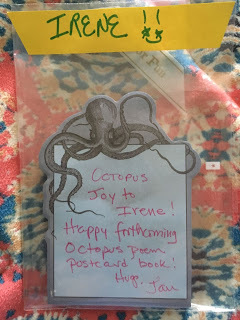 IRENE!!
Octopus
Joy to
Irene!
Happy forthcoming
Octopus poem
postcard book!
Hugs,